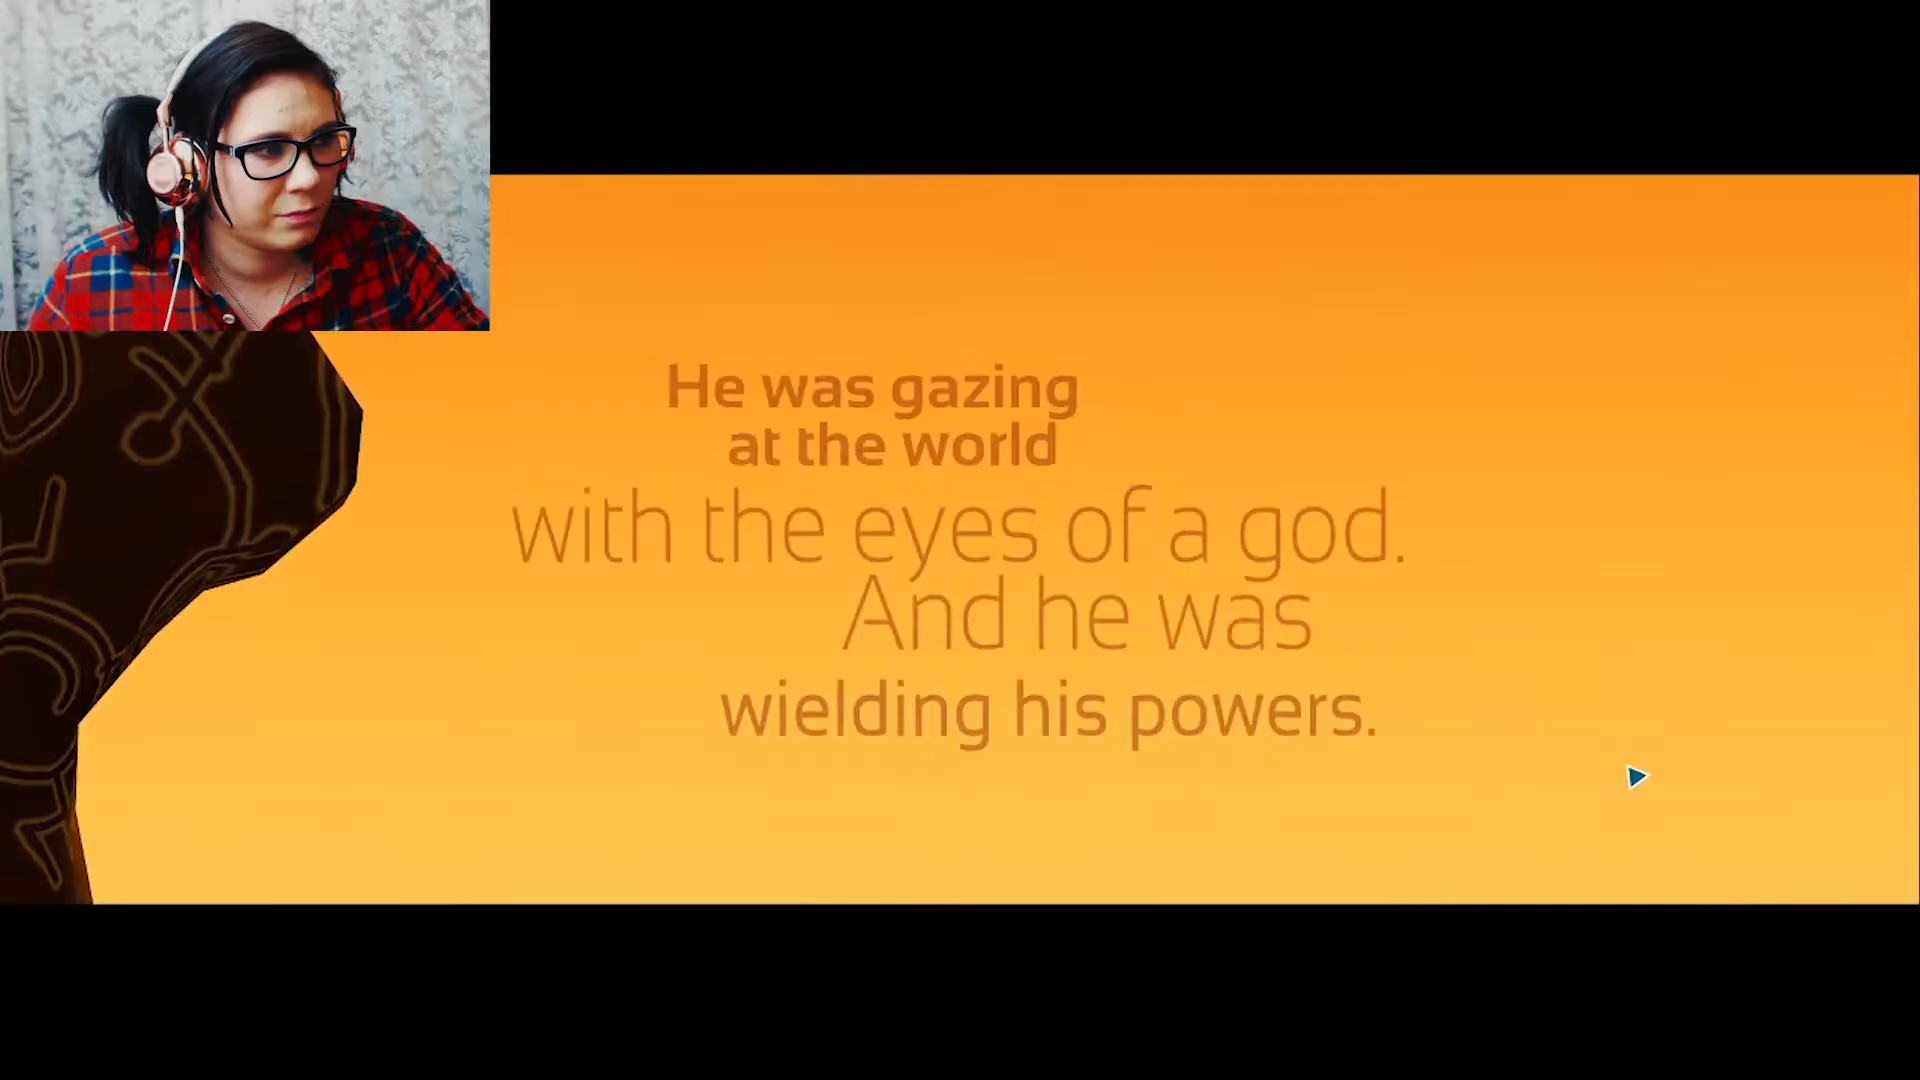 He was gazing
at the world
with the eyes of a god.
And he was
wielding his powers.